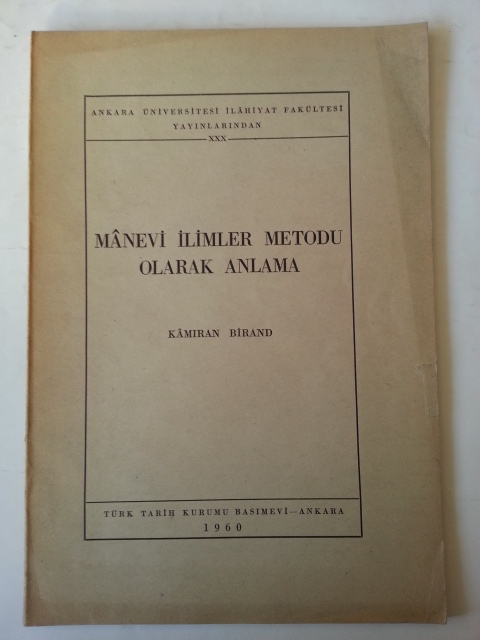 ANKARA ÜNİVERSİTESİ İLÂHİYAT FAKÜLTESİ
YAYINLARINDAN
XXX
MÂNEVİ İLİMLER METODU
OLARAK ANLAMA
KÂMIRAN BİRAND
TÜRK TARİH KURUMU BASIMEVİ—ANKARA
1960